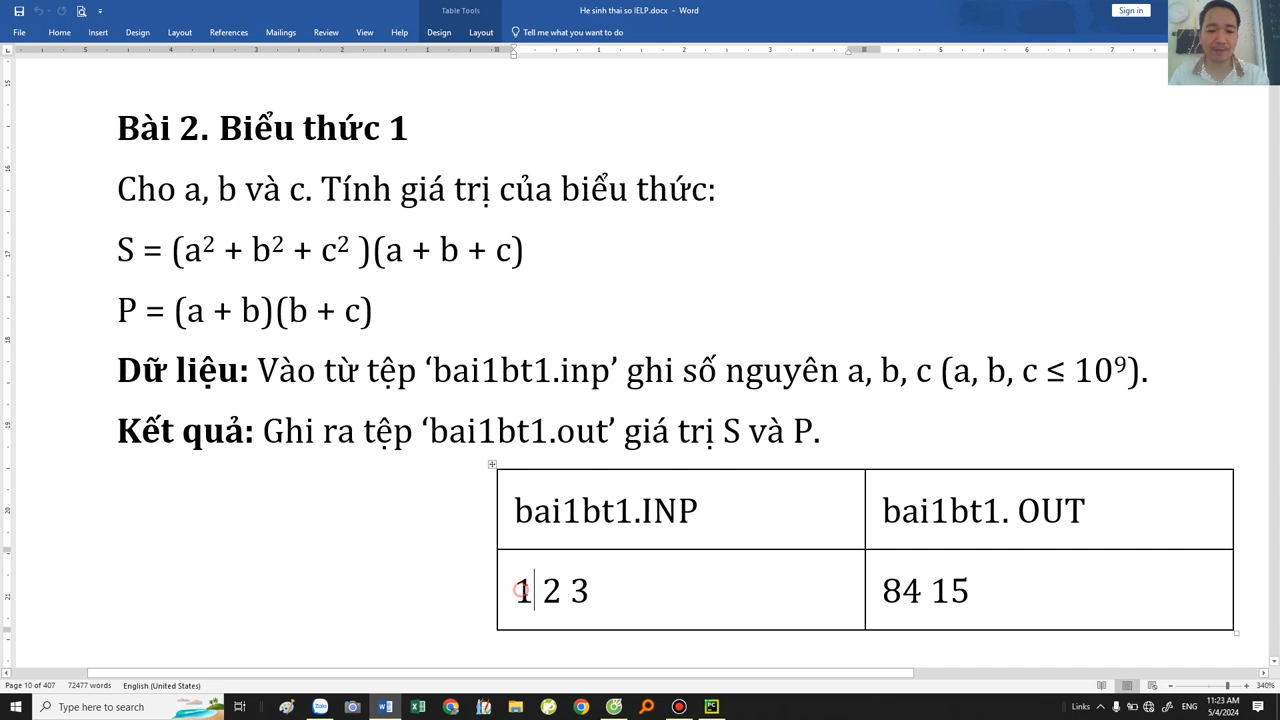 Table Tools
He sinh thai so IELP.docx - Word
Sign in
File Home Insert Design Layout References Mailings Review View Help Design Layout Tell me what you want to do
Bài 2. Biểu thức 1
Cho a, b và c. Tính giá trị của biểu thức:
S = (a² + b² + c² )(a + b + c)
P = (a + b)(b + c)
Dữ liệu: Vào từ tệp ‘bai1bt1.inp’ ghi số nguyên a, b, c (a, b, c ≤ 10⁹).
Kết quả: Ghi ra tệp ‘bai1bt1.out’ giá trị S và P.
bai1bt1.INP bai1bt1. OUT
1 2 3 84 15
Page 10 of 407 72477 words English (United States) 340%
Type here to search Links ENG 11:23 AM
5/4/2024